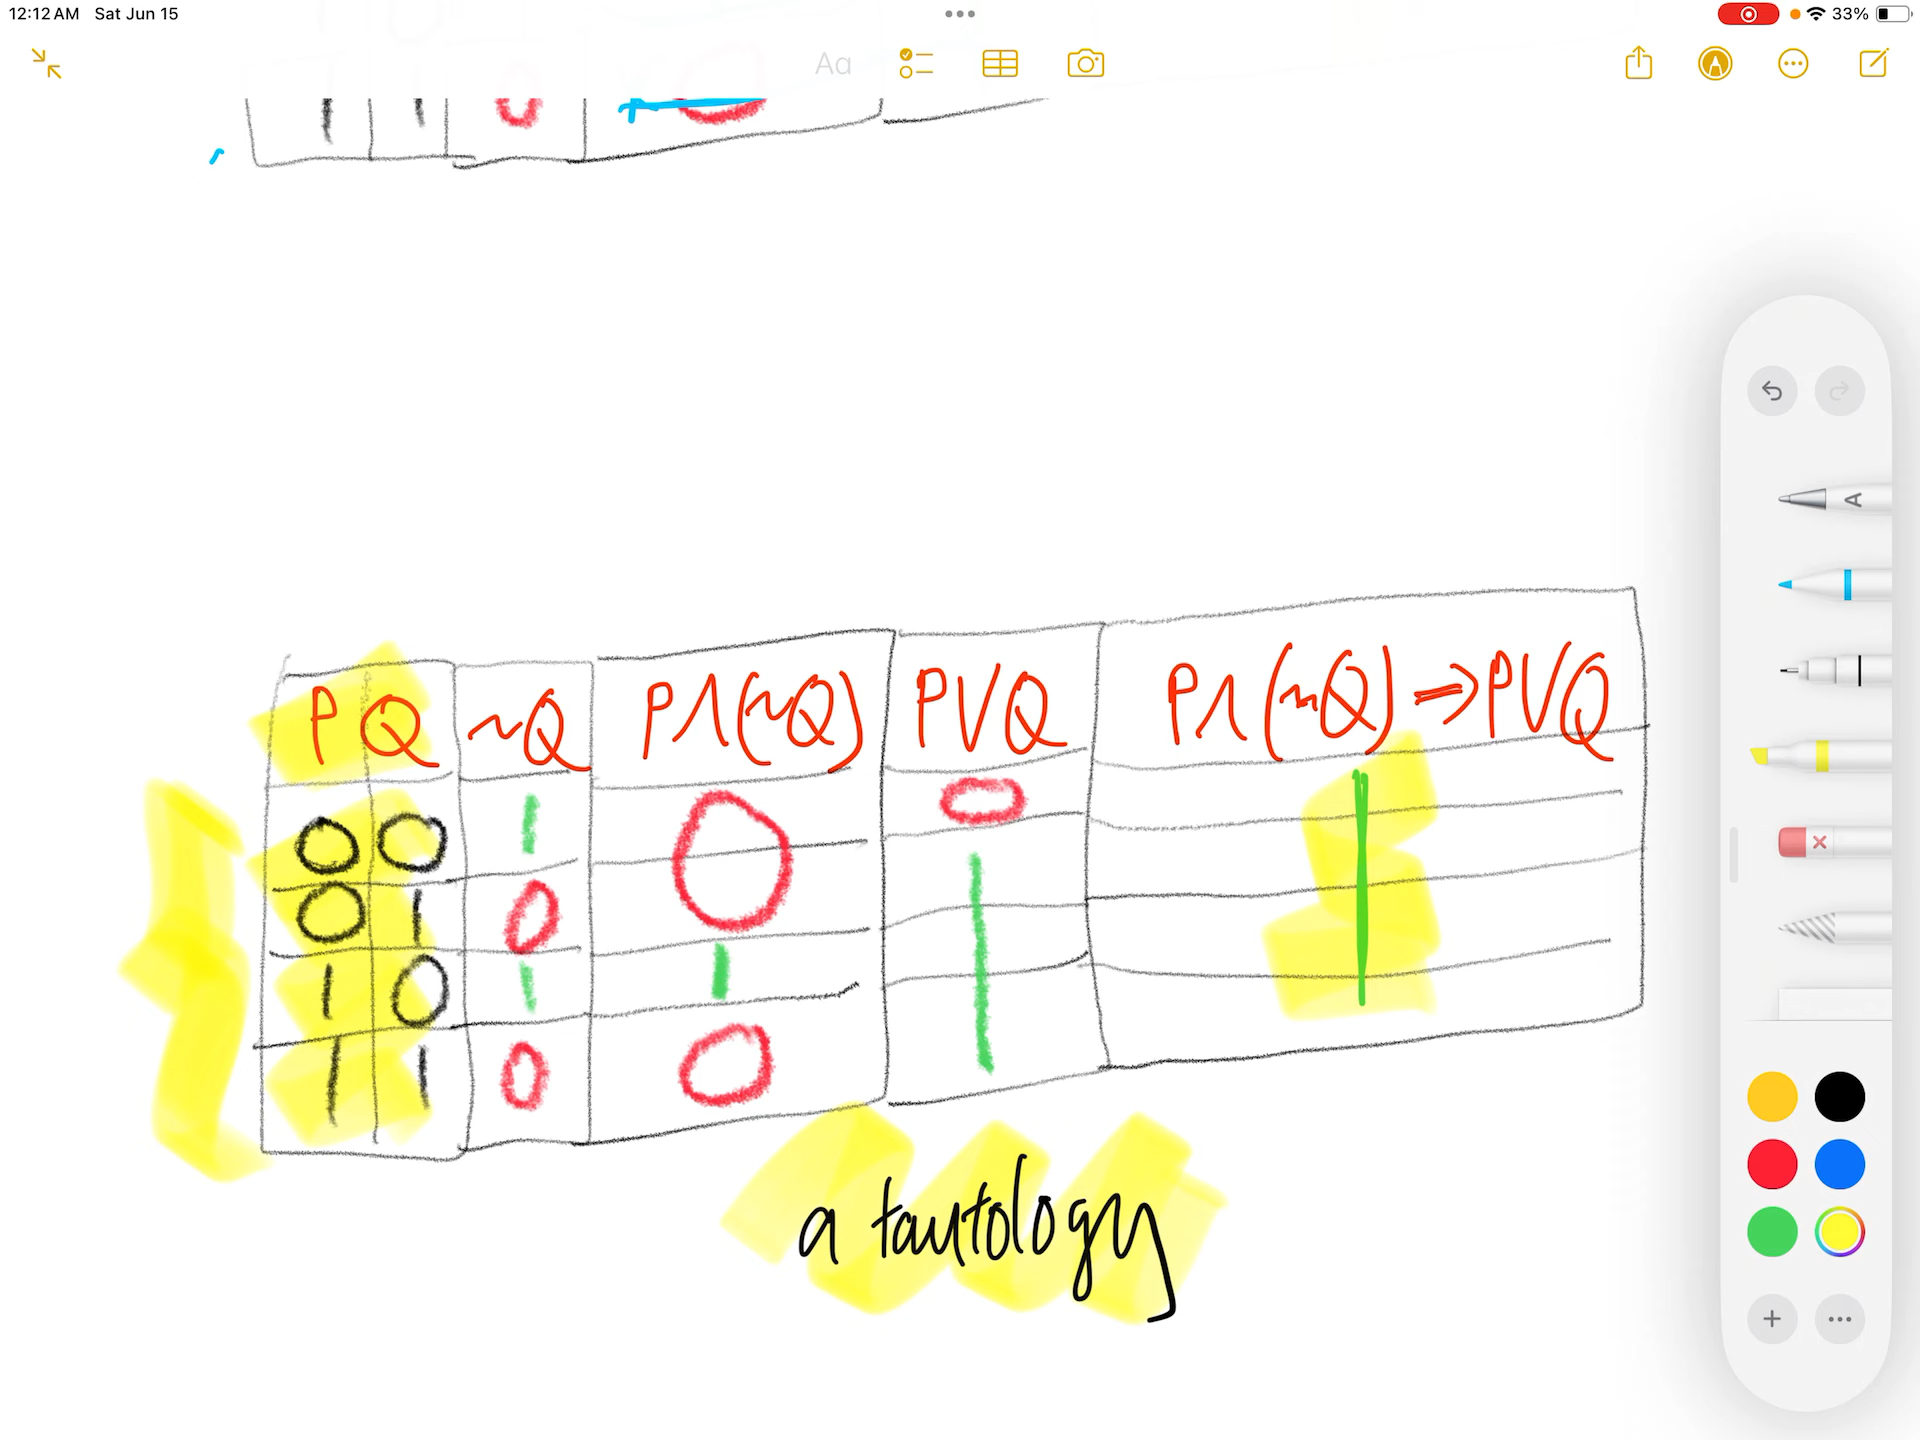 12:12 AM Sat Jun 15
33%
Aa
1 1 0
P Q ~Q P∧(~Q) P∨Q P∧(~Q) ⇒ P∨Q
0 0 1 0 0 1
0 1 0
1 0 1 1
1 1 0 0
a tautology
A